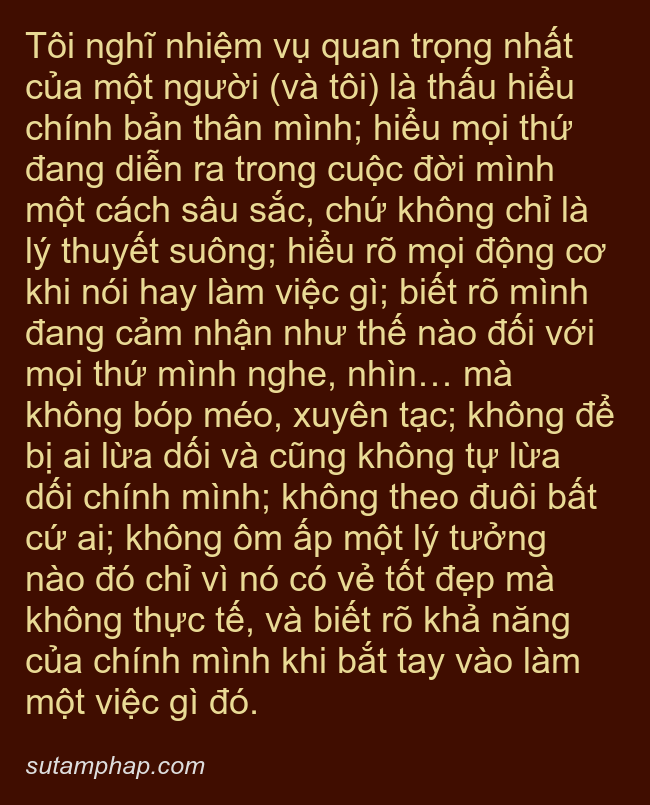 Tôi nghĩ nhiệm vụ quan trọng nhất
của một người (và tôi) là thấu hiểu
chính bản thân mình; hiểu mọi thứ
đang diễn ra trong cuộc đời mình
một cách sâu sắc, chứ không chỉ là
lý thuyết suông; hiểu rõ mọi động cơ
khi nói hay làm việc gì; biết rõ mình
đang cảm nhận như thế nào đối với
mọi thứ mình nghe, nhìn… mà
không bóp méo, xuyên tạc; không để
bị ai lừa dối và cũng không tự lừa
dối chính mình; không theo đuôi bất
cứ ai; không ôm ấp một lý tưởng
nào đó chỉ vì nó có vẻ tốt đẹp mà
không thực tế, và biết rõ khả năng
của chính mình khi bắt tay vào làm
một việc gì đó.
sutamphap.com